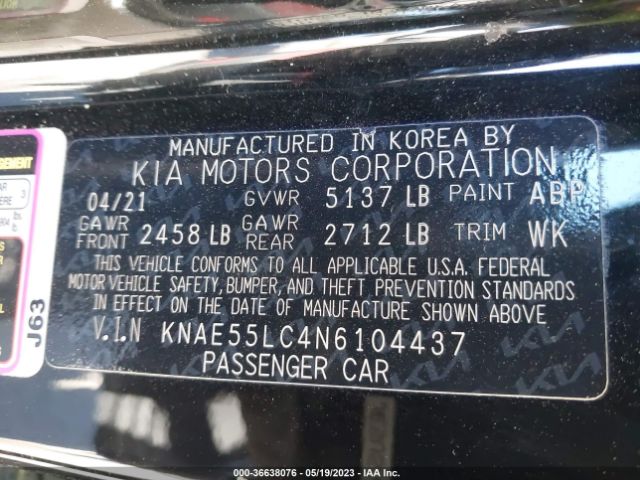 MANUFACTURED IN KOREA BY
KIA MOTORS CORPORATION
04/21 GVWR 5137 LB PAINT ABP
GAWR FRONT 2458 LB GAWR REAR 2712 LB TRIM WK
THIS VEHICLE CONFORMS TO ALL APPLICABLE U.S.A. FEDERAL
MOTOR VEHICLE SAFETY, BUMPER, AND THEFT PREVENTION STANDARDS
IN EFFECT ON THE DATE OF MANUFACTURE SHOWN ABOVE.
V.I.N KNAE55LC4N6104437
PASSENGER CAR
J63
000-36638076 - 05/19/2023 - IAA Inc.